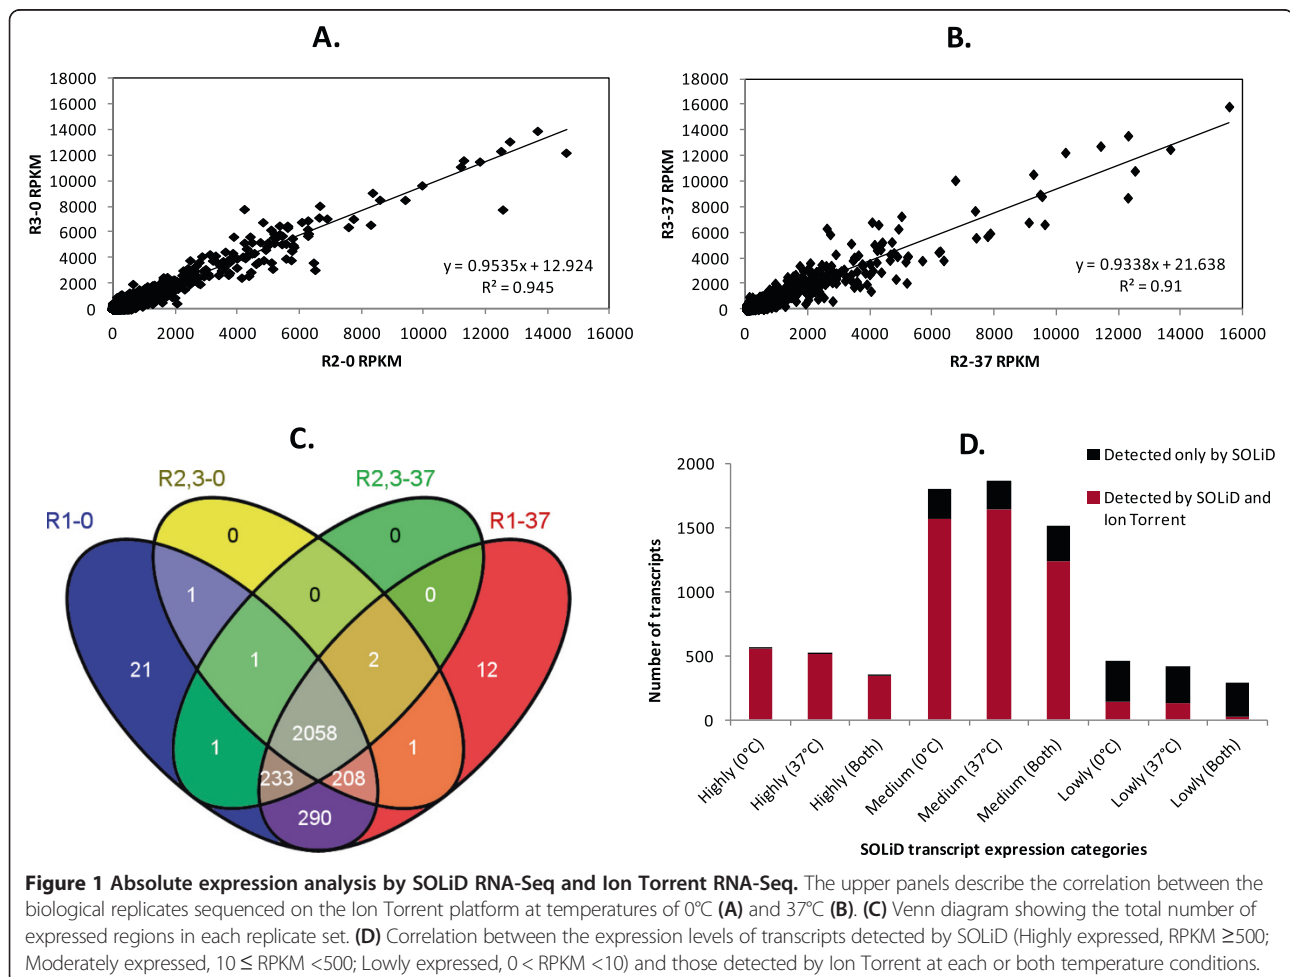 A.
18000
16000
14000
12000
10000
8000
6000
4000
2000
0
R3-0 RPKM
y = 0.9535x + 12.924
R² = 0.945
0 2000 4000 6000 8000 10000 12000 14000 16000
R2-0 RPKM
B.
18000
16000
14000
12000
10000
8000
6000
4000
2000
0
R3-37 RPKM
y = 0.9338x + 21.638
R² = 0.91
0 2000 4000 6000 8000 10000 12000 14000 16000
R2-37 RPKM
C.
R2,3-0 R2,3-37
R1-0 R1-37
0 0
1 0 0
21 1 2 12
2058
1 1
233 208
290
D.
Detected only by SOLiD
Detected by SOLiD and
Ion Torrent
2000
1500
1000
500
0
Number of transcripts
Highly (0°C)
Highly (37°C)
Highly (Both)
Medium (0°C)
Medium (37°C)
Medium (Both)
Lowly (0°C)
Lowly (37°C)
Lowly (Both)
SOLiD transcript expression categories
Figure 1 Absolute expression analysis by SOLiD RNA-Seq and Ion Torrent RNA-Seq. The upper panels describe the correlation between the
biological replicates sequenced on the Ion Torrent platform at temperatures of 0°C (A) and 37°C (B). (C) Venn diagram showing the total number of
expressed regions in each replicate set. (D) Correlation between the expression levels of transcripts detected by SOLiD (Highly expressed, RPKM ≥500;
Moderately expressed, 10 ≤ RPKM <500; Lowly expressed, 0 < RPKM <10) and those detected by Ion Torrent at each or both temperature conditions.